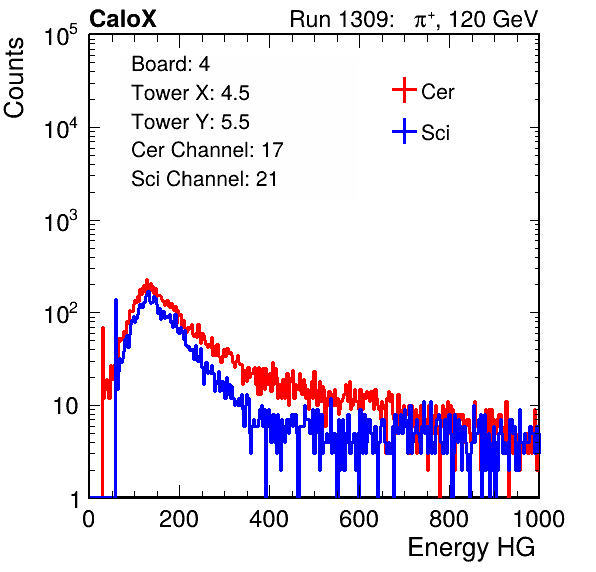 CaloX Run 1309: π⁺, 120 GeV
Counts
10⁵
10⁴
10³
10²
10
1
Board: 4
Tower X: 4.5
Tower Y: 5.5
Cer Channel: 17
Sci Channel: 21
Cer
Sci
0 200 400 600 800 1000
Energy HG